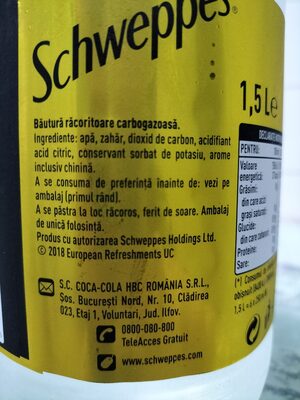 Schweppes®
Băutură răcoritoare carbogazoasă.
Ingrediente: apă, zahăr, dioxid de carbon, acidifiant
acid citric, conservant sorbat de potasiu, arome
inclusiv chinină.
A se consuma de preferință înainte de: vezi pe
ambalaj (primul rând).
A se păstra la loc răcoros, ferit de soare. Ambalaj
de unică folosință.
Produs cu autorizarea Schweppes Holdings Ltd.
© 2018 European Refreshments UC
S.C. COCA-COLA HBC ROMÂNIA S.R.L.,
Șos. București Nord, Nr. 10, Clădirea
O23, Etaj 1, Voluntari, Jud. Ilfov.
0800-080-800
TeleAcces Gratuit
www.schweppes.com
1,5 L e
DECLARAȚIE
PENTRU:
Valoare
energetică:
Grăsimi:
din care acizi
grași saturați
Glucide:
din care
Proteine:
Sare: